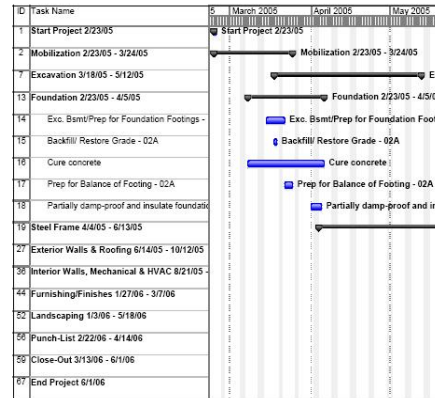 ID Task Name 5 March 2005 April 2005 May 2005
1 Start Project 2/23/05 Start Project 2/23/05
2 Mobilization 2/23/05 - 3/24/05 Mobilization 2/23/05 - 3/24/05
7 Excavation 3/18/05 - 5/12/05 E
13 Foundation 2/23/05 - 4/5/05 Foundation 2/23/05 - 4/5/0
14 Exc. Bsmt/Prep for Foundation Footings - Exc. Bsmt/Prep for Foundation Foot
15 Backfill/ Restore Grade - 02A Backfill/ Restore Grade - 02A
16 Cure concrete Cure concrete
17 Prep for Balance of Footing - 02A Prep for Balance of Footing - 02A
18 Partially damp-proof and insulate foundatio Partially damp-proof and in
19 Steel Frame 4/4/05 - 6/13/05
27 Exterior Walls & Roofing 6/14/05 - 10/12/05
36 Interior Walls, Mechanical & HVAC 8/21/05 -
44 Furnishing/Finishes 1/27/06 - 3/7/06
52 Landscaping 1/3/06 - 5/18/06
56 Punch-List 2/22/06 - 4/14/06
59 Close-Out 3/13/06 - 6/1/06
67 End Project 6/1/06